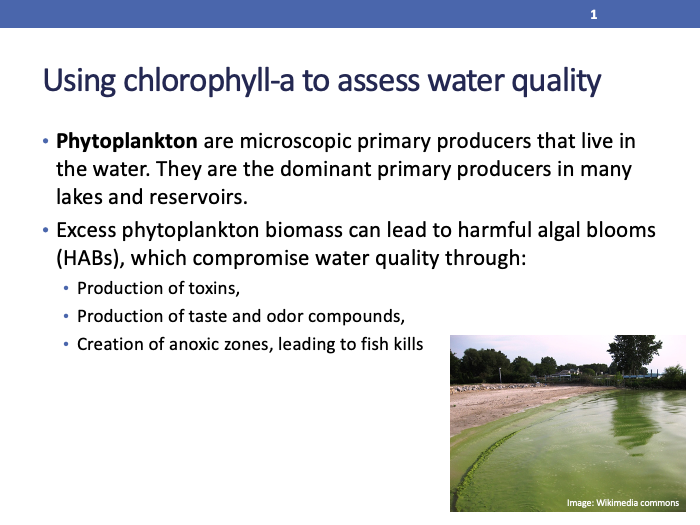 1
Using chlorophyll-a to assess water quality
• Phytoplankton are microscopic primary producers that live in
the water. They are the dominant primary producers in many
lakes and reservoirs.
• Excess phytoplankton biomass can lead to harmful algal blooms
(HABs), which compromise water quality through:
• Production of toxins,
• Production of taste and odor compounds,
• Creation of anoxic zones, leading to fish kills
Image: Wikimedia commons